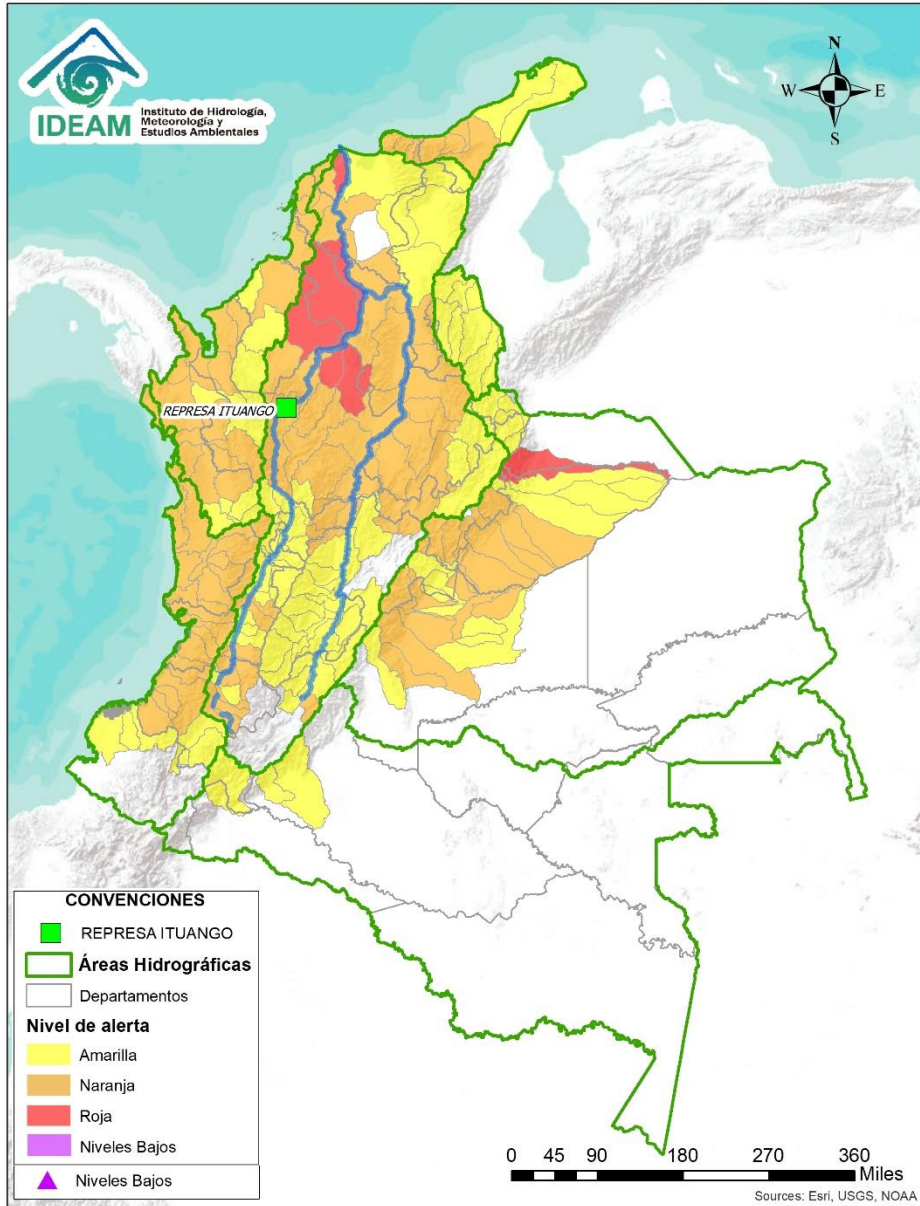 IDEAM
Instituto de Hidrología,
Meteorología y
Estudios Ambientales
N
W
E
S
REPRESA ITUANGO
CONVENCIONES
REPRESA ITUANGO
Áreas Hidrográficas
Departamentos
Nivel de alerta
Amarilla
Naranja
Roja
Niveles Bajos
Niveles Bajos
0 45 90 180 270 360
Miles
Sources: Esri, USGS, NOAA